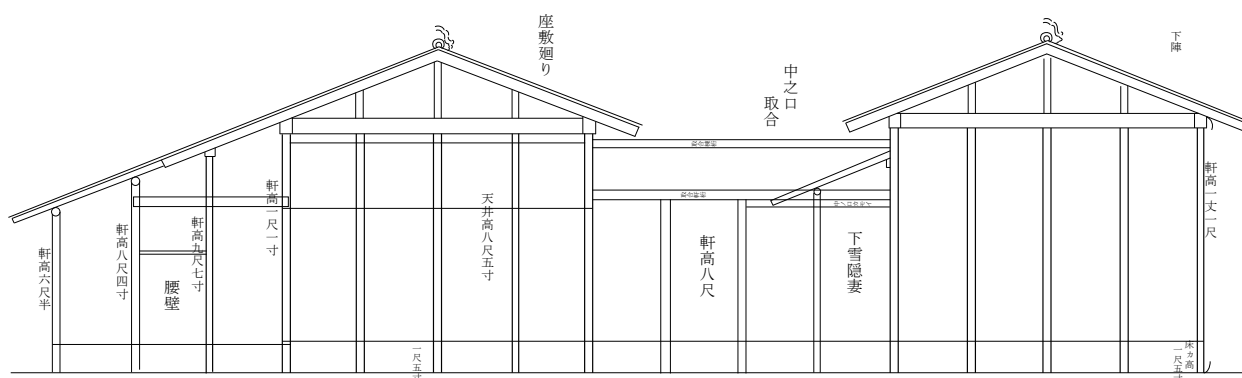 座敷廻り
中之口
取合
下陣
軒高六尺半
軒高八尺四寸
腰壁
軒高九尺七寸
軒高一尺一寸
天井高八尺五寸
一尺五寸
軒高八尺
下雪隠妻
軒高一丈一尺
床ヵ高
一尺五寸